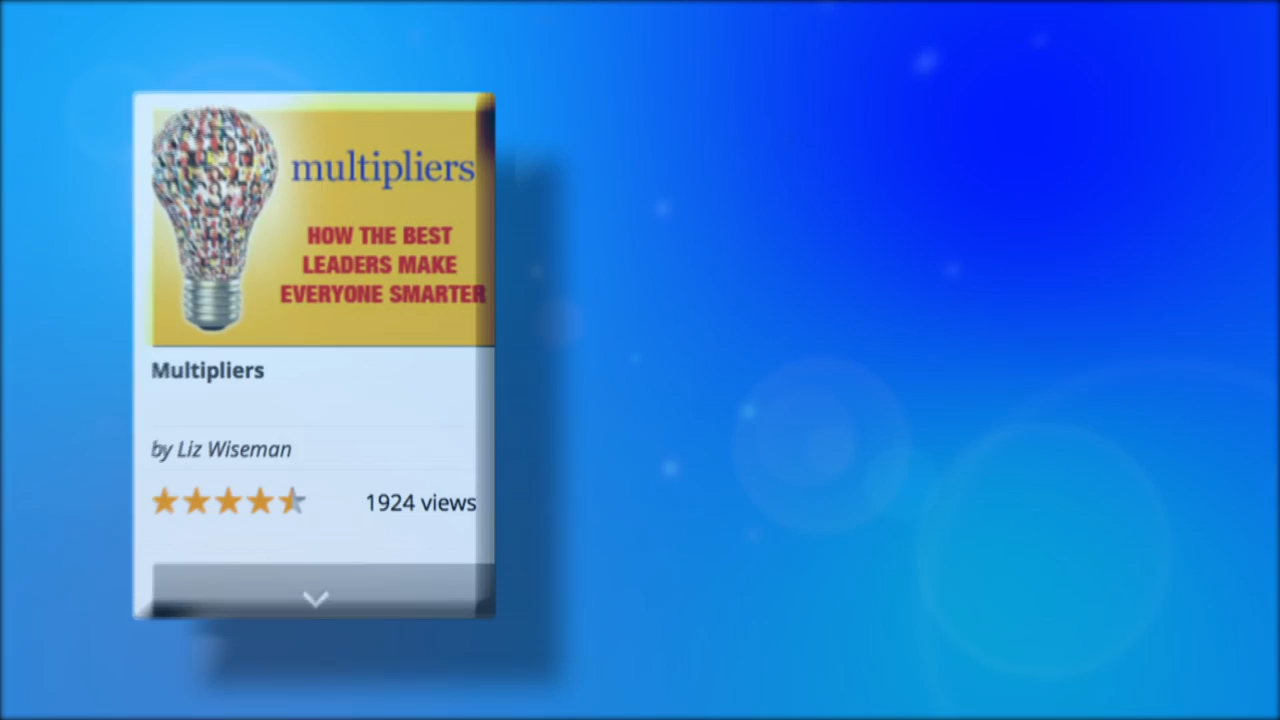 multipliers
HOW THE BEST
LEADERS MAKE
EVERYONE SMARTER
Multipliers
by Liz Wiseman
1924 views